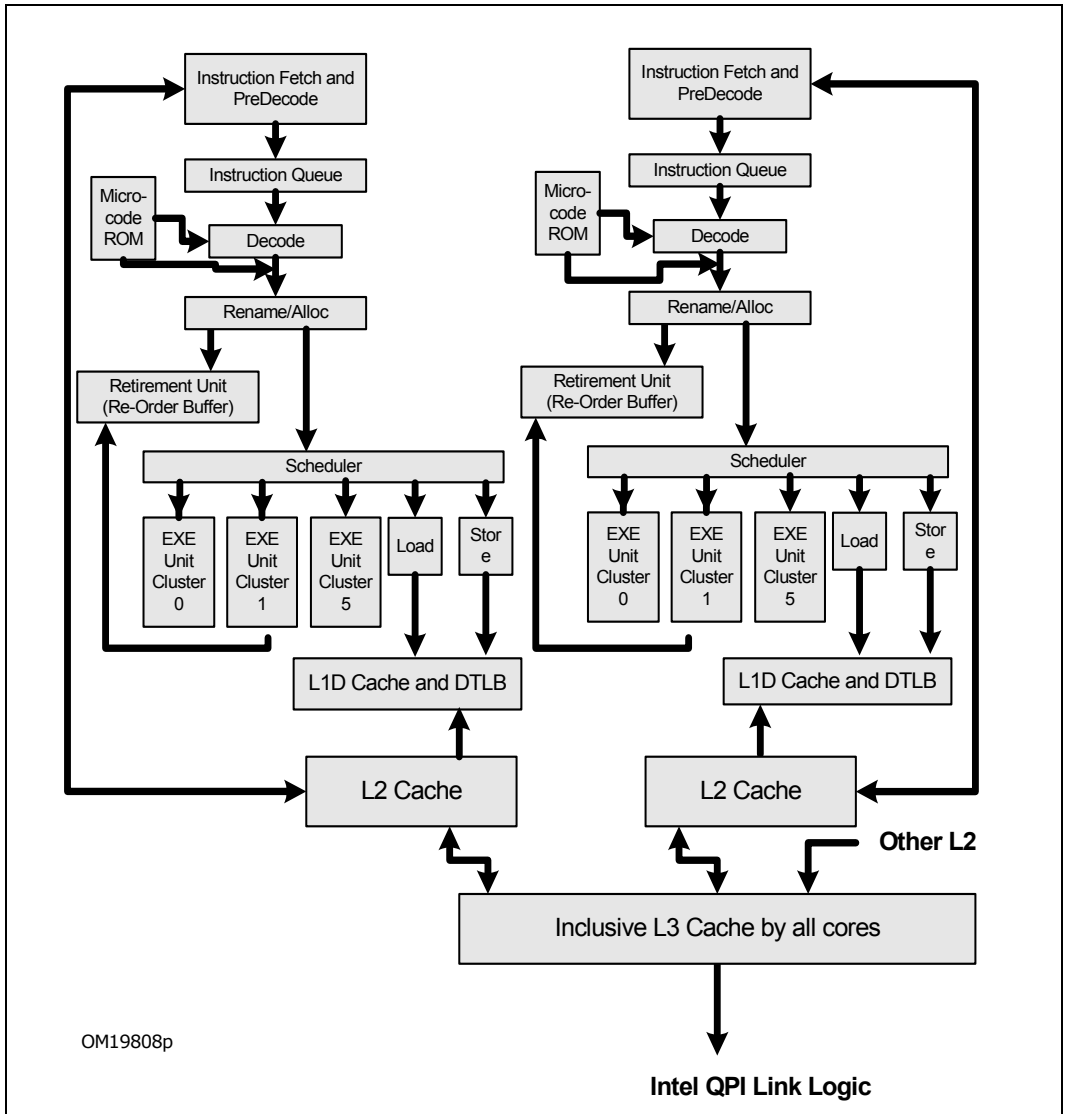 Instruction Fetch and
PreDecode
Instruction Queue
Micro-
code
ROM
Decode
Rename/Alloc
Retirement Unit
(Re-Order Buffer)
Scheduler
EXE
Unit
Cluster
0
EXE
Unit
Cluster
1
EXE
Unit
Cluster
5
Load
Stor
e
L1D Cache and DTLB
L2 Cache
Instruction Fetch and
PreDecode
Instruction Queue
Micro-
code
ROM
Decode
Rename/Alloc
Retirement Unit
(Re-Order Buffer)
Scheduler
EXE
Unit
Cluster
0
EXE
Unit
Cluster
1
EXE
Unit
Cluster
5
Load
Stor
e
L1D Cache and DTLB
L2 Cache
Other L2
Inclusive L3 Cache by all cores
OM19808p
Intel QPI Link Logic